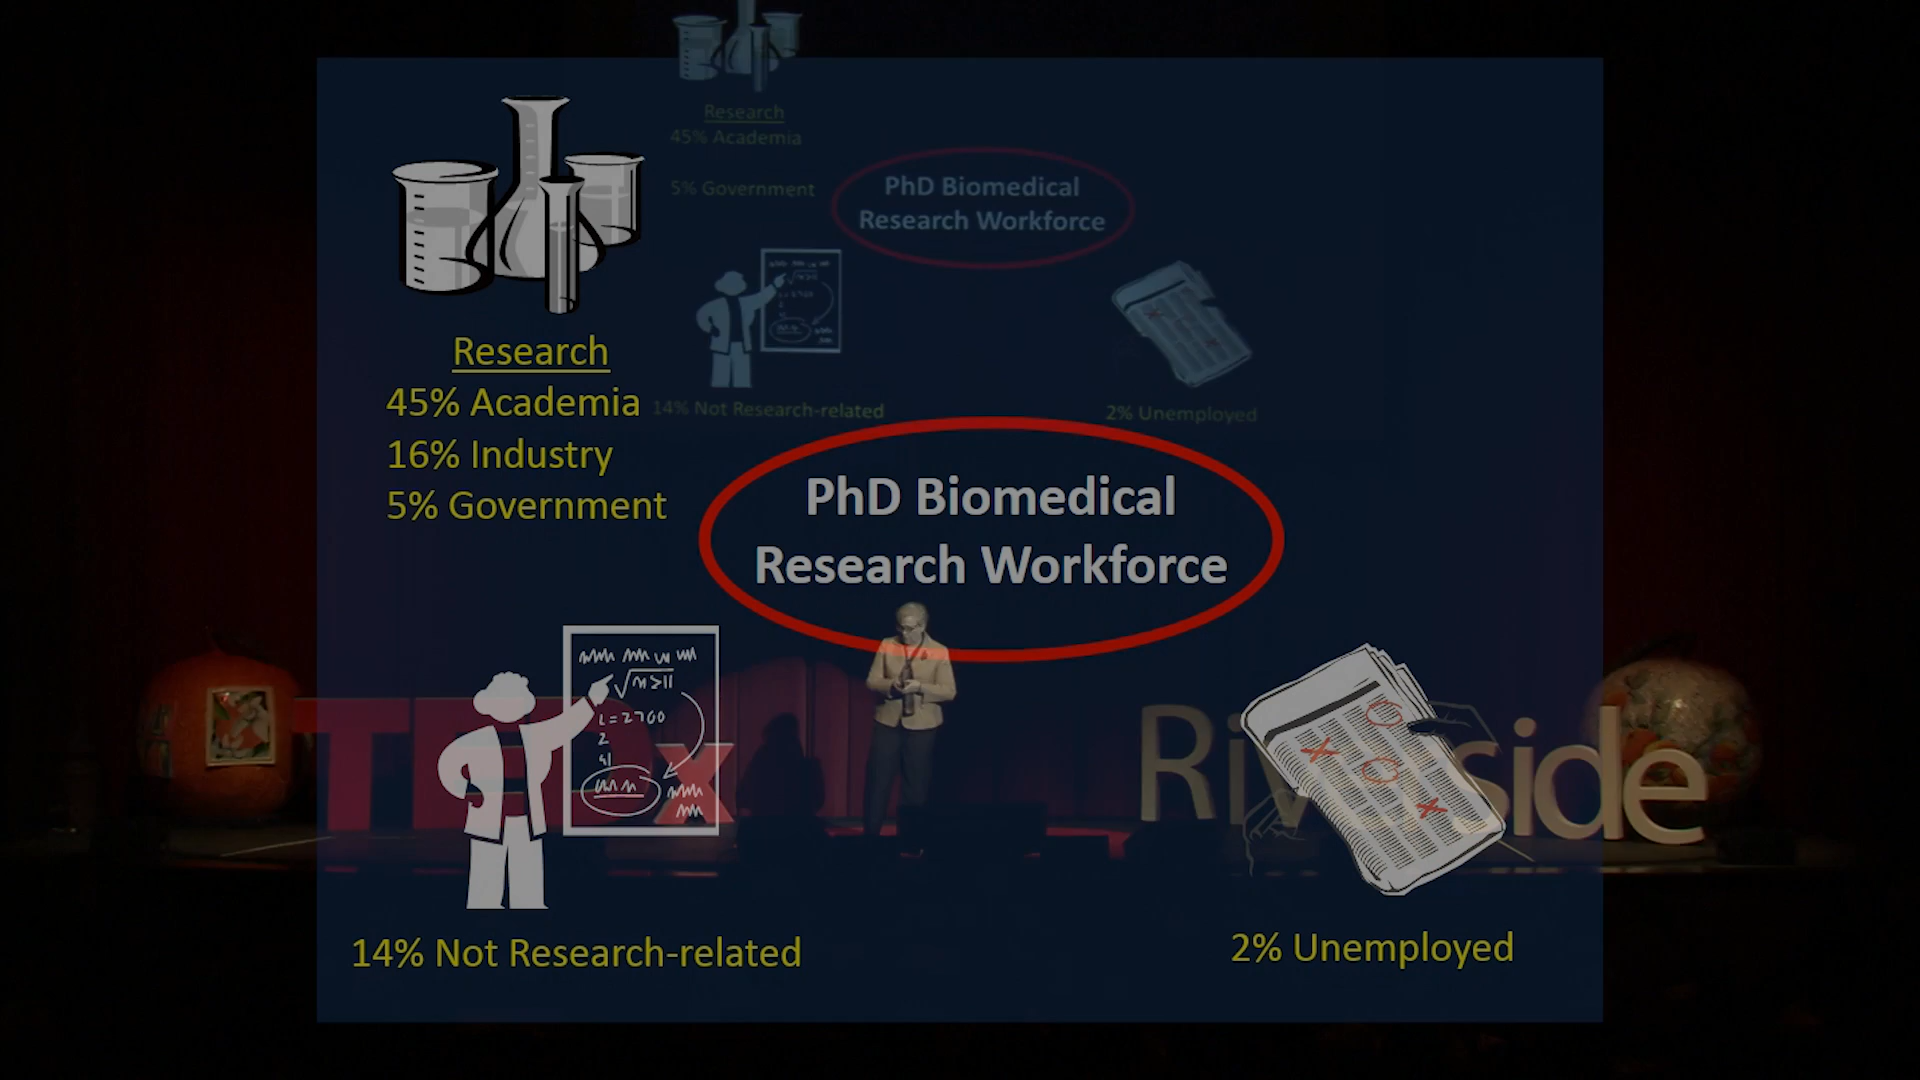 Research
45% Academia
5% Government
PhD Biomedical
Research Workforce
14% Not Research-related
2% Unemployed
Research
45% Academia
16% Industry
5% Government
PhD Biomedical
Research Workforce
14% Not Research-related
2% Unemployed
TEDx
Riverside